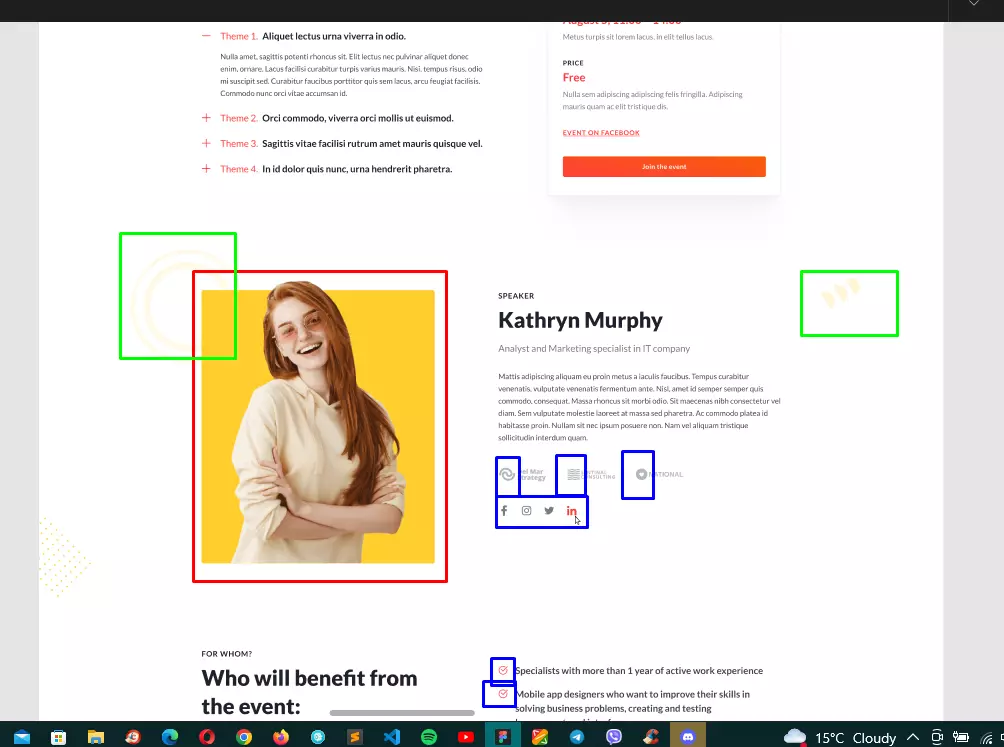 August 5, 11:00 - 14:00
Theme 1. Aliquet lectus urna viverra in odio.
Nulla amet, sagittis potenti rhoncus sit. Elit lectus nec pulvinar aliquet donec
enim, ornare. Lacus facilisi curabitur turpis varius mauris. Nisi, tempus risus, odio
mi suscipit sed. Curabitur faucibus porttitor quis sem lacus, arcu feugiat facilisis.
Commodo nunc orci vitae accumsan id.
Theme 2. Orci commodo, viverra orci mollis ut euismod.
Theme 3. Sagittis vitae facilisi rutrum amet mauris quisque vel.
Theme 4. In id dolor quis nunc, urna hendrerit pharetra.
Metus turpis sit lorem lacus, in elit tellus lacus.
PRICE
Free
Nulla sem adipiscing adipiscing felis fringilla. Adipiscing
mauris quam ac elit tristique dis.
EVENT ON FACEBOOK
Join the event
SPEAKER
Kathryn Murphy
Analyst and Marketing specialist in IT company
Mattis adipiscing aliquam eu proin metus a iaculis faucibus. Tempus curabitur
venenatis, vulputate venenatis fermentum ante. Nisl, amet id semper semper quis
commodo, consequat. Massa rhoncus sit morbi odio. Sit maecenas nibh consectetur vel
diam. Sem vulputate molestie laoreet at massa sed pharetra. Ac commodo platea id
habitasse proin. Nullam sit nec ipsum posuere non. Nam vel aliquam tristique
sollicitudin interdum quam.
el Mar
trategy
CONSULTING
ATIONAL
in
FOR WHOM?
Who will benefit from
the event:
Specialists with more than 1 year of active work experience
Mobile app designers who want to improve their skills in
solving business problems, creating and testing
15°C Cloudy